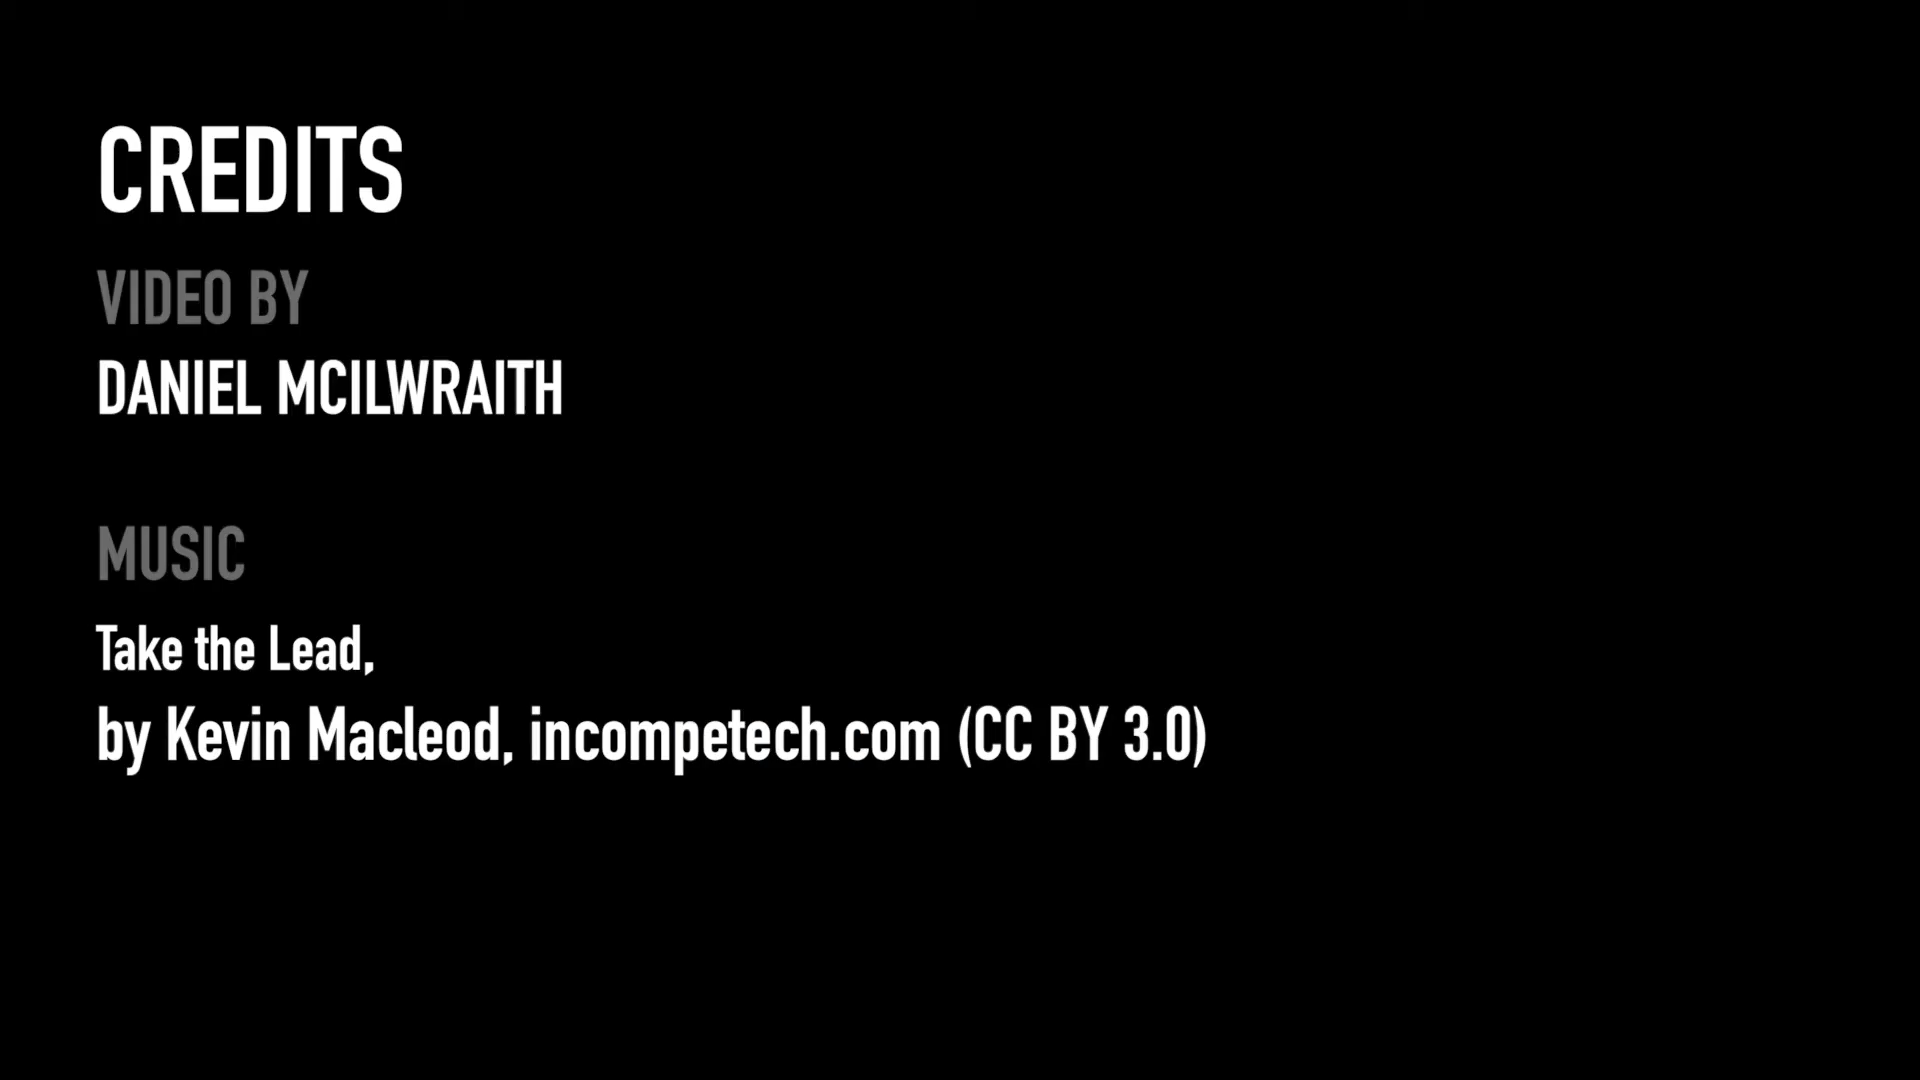 CREDITS
VIDEO BY
DANIEL MCILWRAITH
MUSIC
Take the Lead,
by Kevin Macleod, incompetech.com (CC BY 3.0)